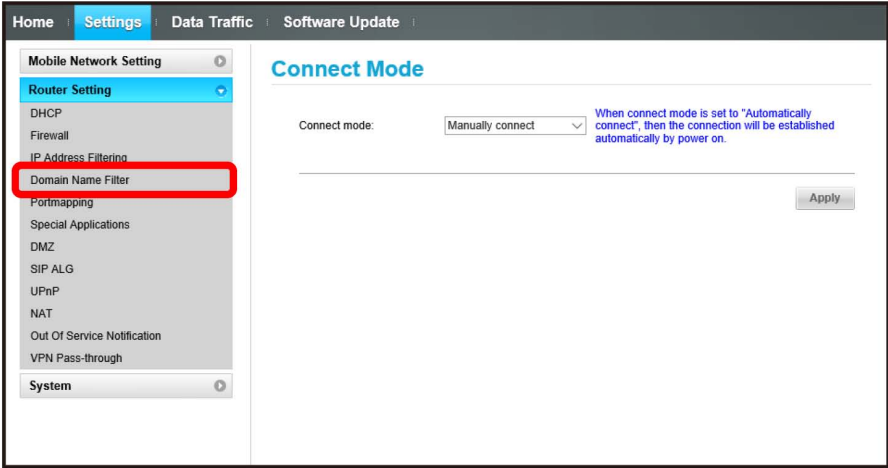 Home Settings Data Traffic Software Update
Mobile Network Setting
Router Setting
DHCP
Firewall
IP Address Filtering
Domain Name Filter
Portmapping
Special Applications
DMZ
SIP ALG
UPnP
NAT
Out Of Service Notification
VPN Pass-through
System
Connect Mode
Connect mode: Manually connect
When connect mode is set to "Automatically
connect", then the connection will be established
automatically by power on.
Apply